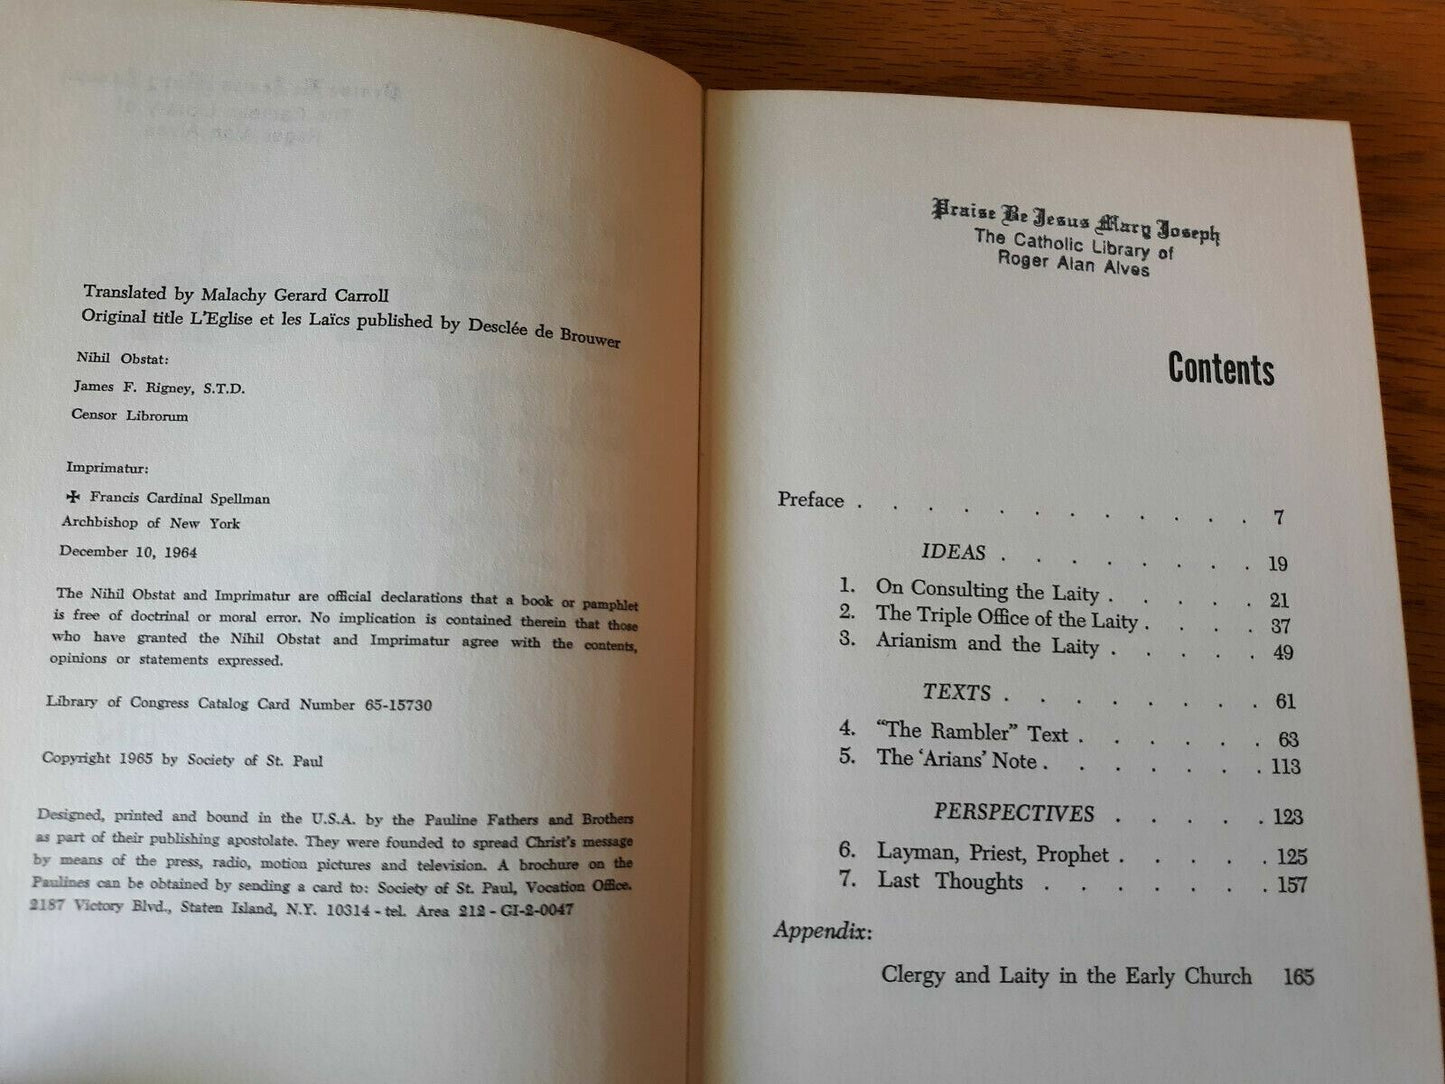 Translated by Malachy Gerard Carroll
Original title L'Eglise et les Laïcs published by Desclée de Brouwer
Nihil Obstat:
James F. Rigney, S.T.D.
Censor Librorum
Imprimatur:
✠ Francis Cardinal Spellman
Archbishop of New York
December 10, 1964
The Nihil Obstat and Imprimatur are official declarations that a book or pamphlet
is free of doctrinal or moral error. No implication is contained therein that those
who have granted the Nihil Obstat and Imprimatur agree with the contents,
opinions or statements expressed.
Library of Congress Catalog Card Number 65-15730
Copyright 1965 by Society of St. Paul
Designed, printed and bound in the U.S.A. by the Pauline Fathers and Brothers
as part of their publishing apostolate. They were founded to spread Christ's message
by means of the press, radio, motion pictures and television. A brochure on the
Paulines can be obtained by sending a card to: Society of St. Paul, Vocation Office.
2187 Victory Blvd., Staten Island, N.Y. 10314 - tel. Area 212 - GI-2-0047
Praise Be Jesus Mary Joseph
The Catholic Library of
Roger Alan Alves
Contents
Preface . . . . . . . . . . . . 7
IDEAS . . . . . . . . 19
1. On Consulting the Laity . . . . . 21
2. The Triple Office of the Laity . . . . 37
3. Arianism and the Laity . . . . . 49
TEXTS . . . . . . . . 61
4. "The Rambler" Text . . . . . . 63
5. The 'Arians' Note . . . . . . . 113
PERSPECTIVES . . . . . 123
6. Layman, Priest, Prophet . . . . . 125
7. Last Thoughts . . . . . . . 157
Appendix:
Clergy and Laity in the Early Church 165